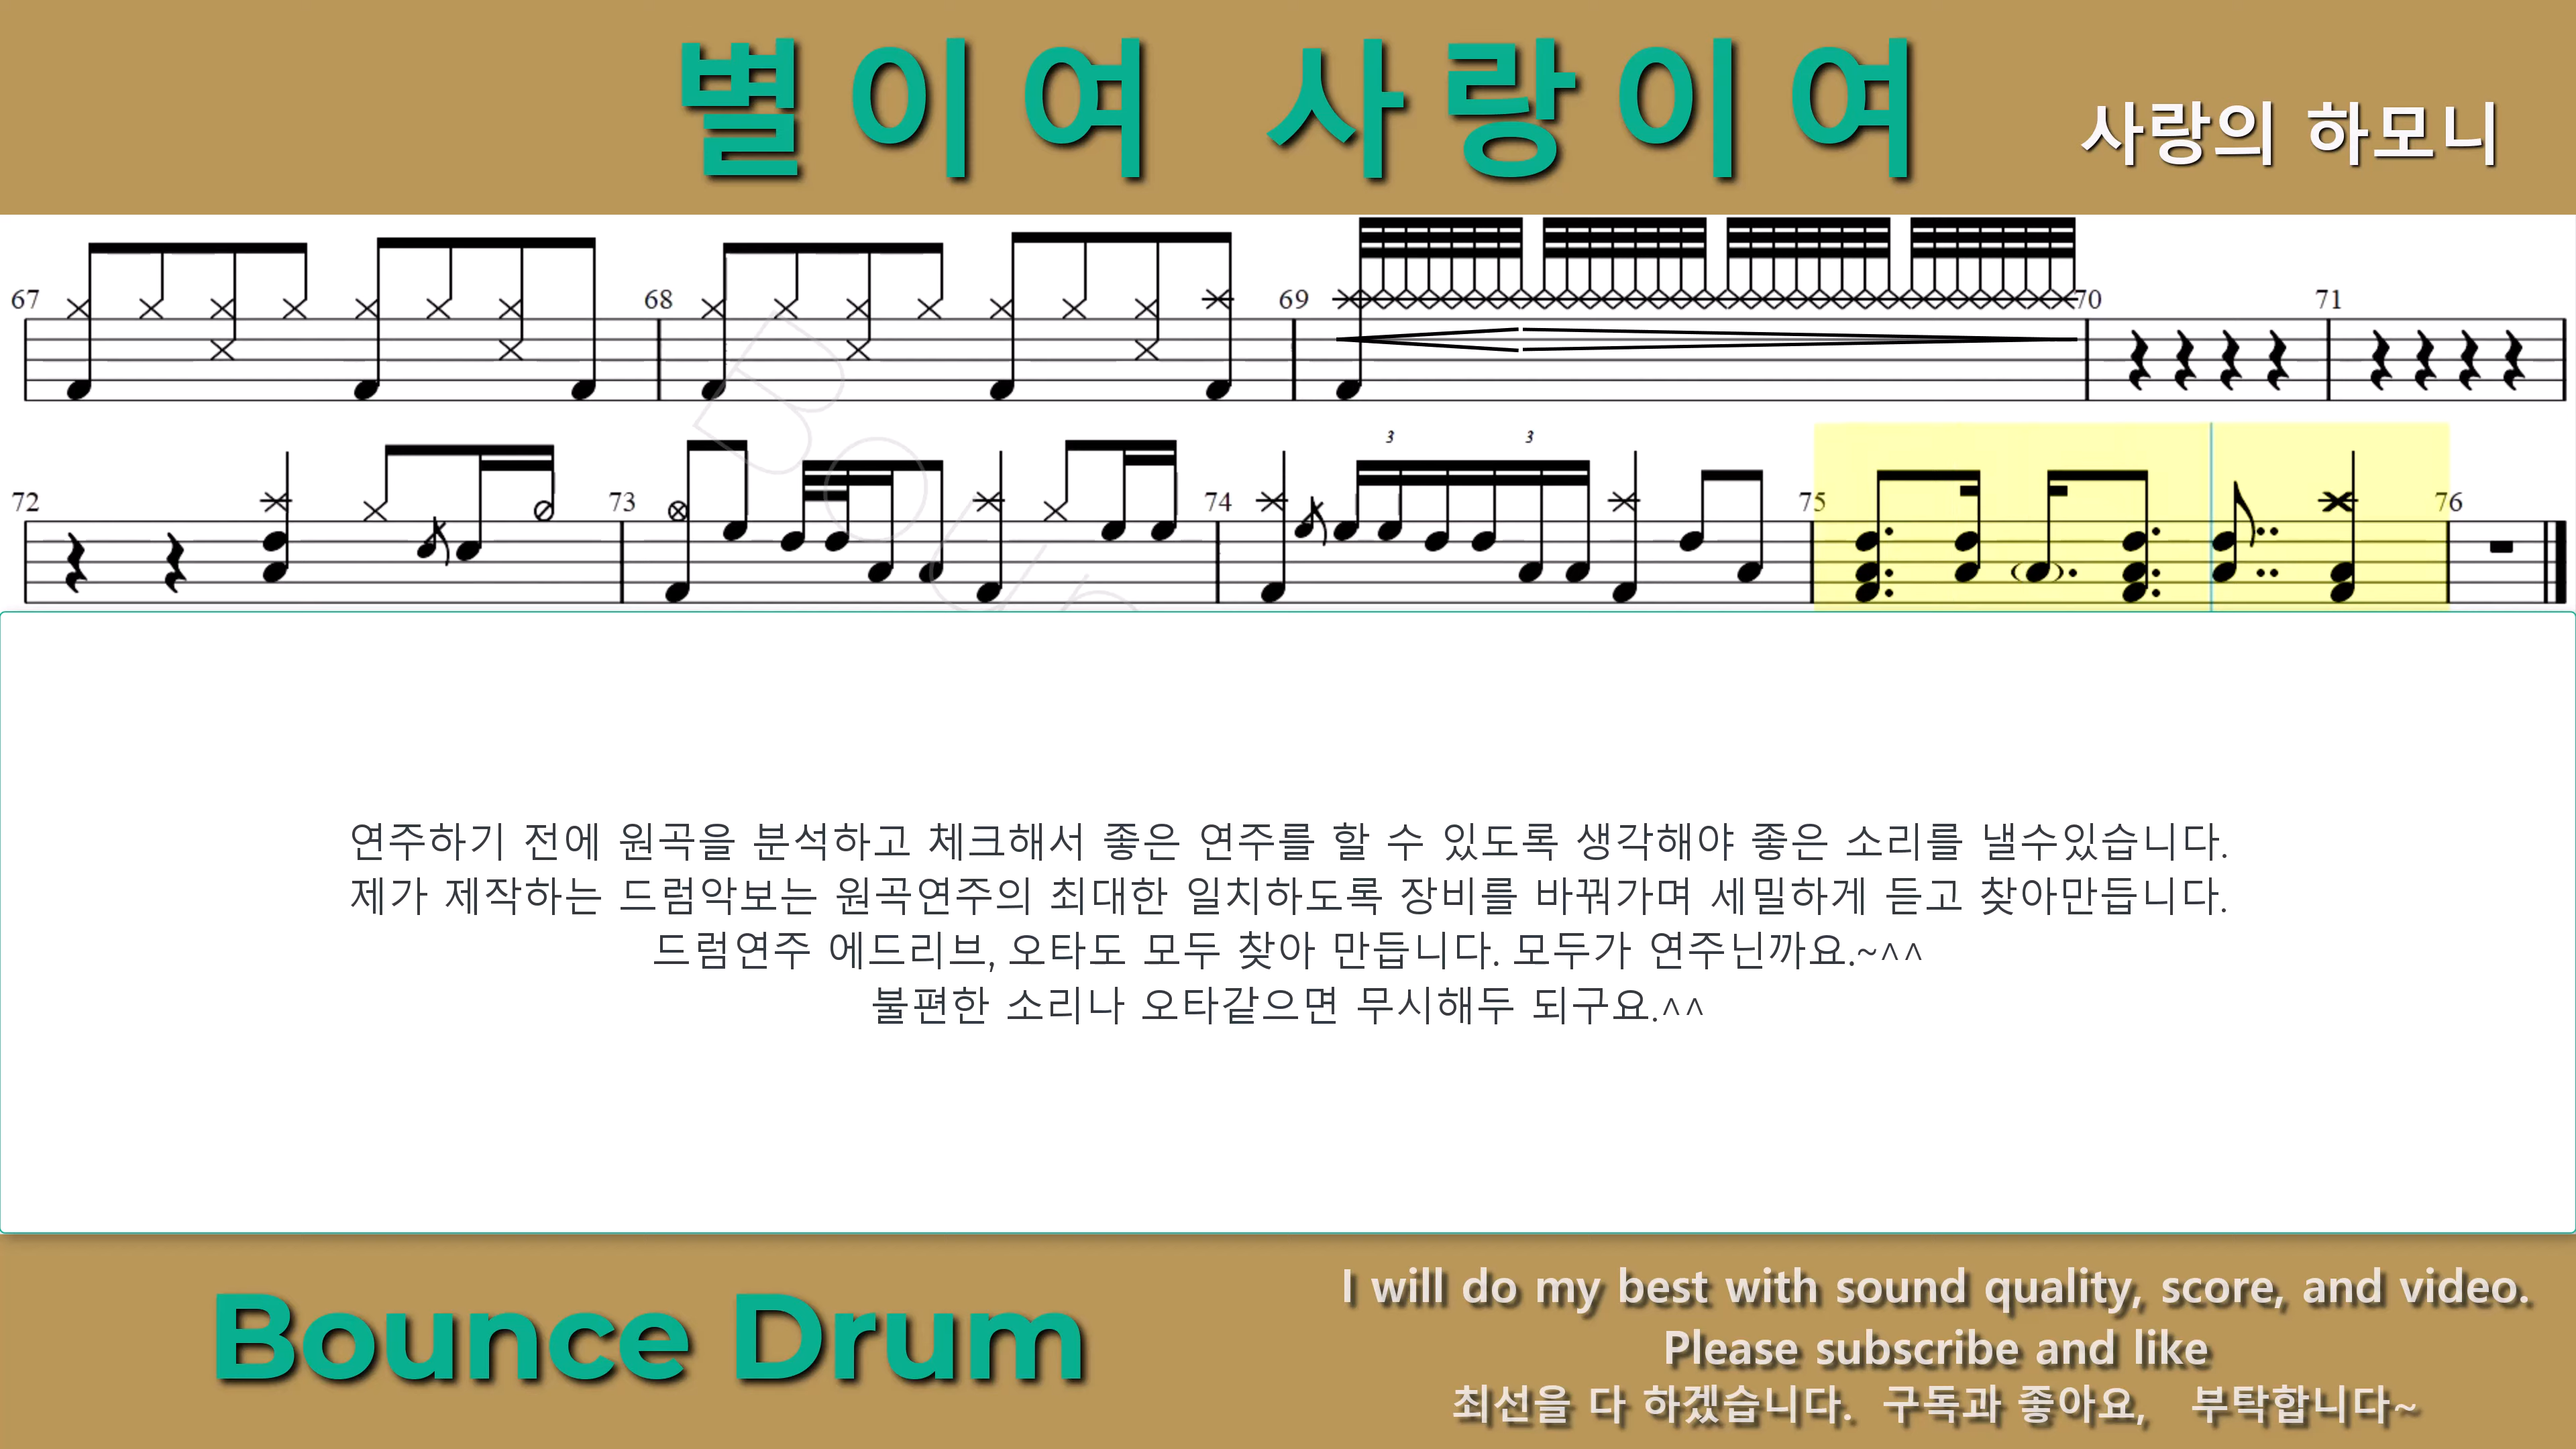 별이여 사랑이여
사랑의 하모니
67 68 69 70 71
3 3
72 73 74 75 76
연주하기 전에 원곡을 분석하고 체크해서 좋은 연주를 할 수 있도록 생각해야 좋은 소리를 낼수있습니다.
제가 제작하는 드럼악보는 원곡연주의 최대한 일치하도록 장비를 바꿔가며 세밀하게 듣고 찾아만듭니다.
드럼연주 에드리브, 오타도 모두 찾아 만듭니다. 모두가 연주닌까요.~^^
불편한 소리나 오타같으면 무시해두 되구요.^^
Bounce Drum
I will do my best with sound quality, score, and video.
Please subscribe and like
최선을 다 하겠습니다. 구독과 좋아요, 부탁합니다~